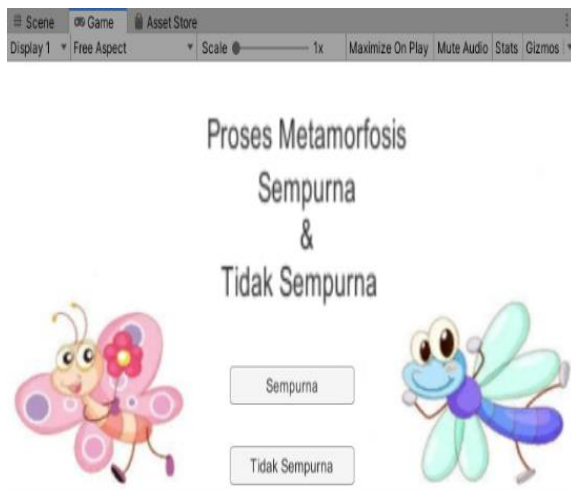 Scene Game Asset Store
Display 1 Free Aspect Scale 1x Maximize On Play Mute Audio Stats Gizmos
Proses Metamorfosis
Sempurna
&
Tidak Sempurna
Sempurna
Tidak Sempurna